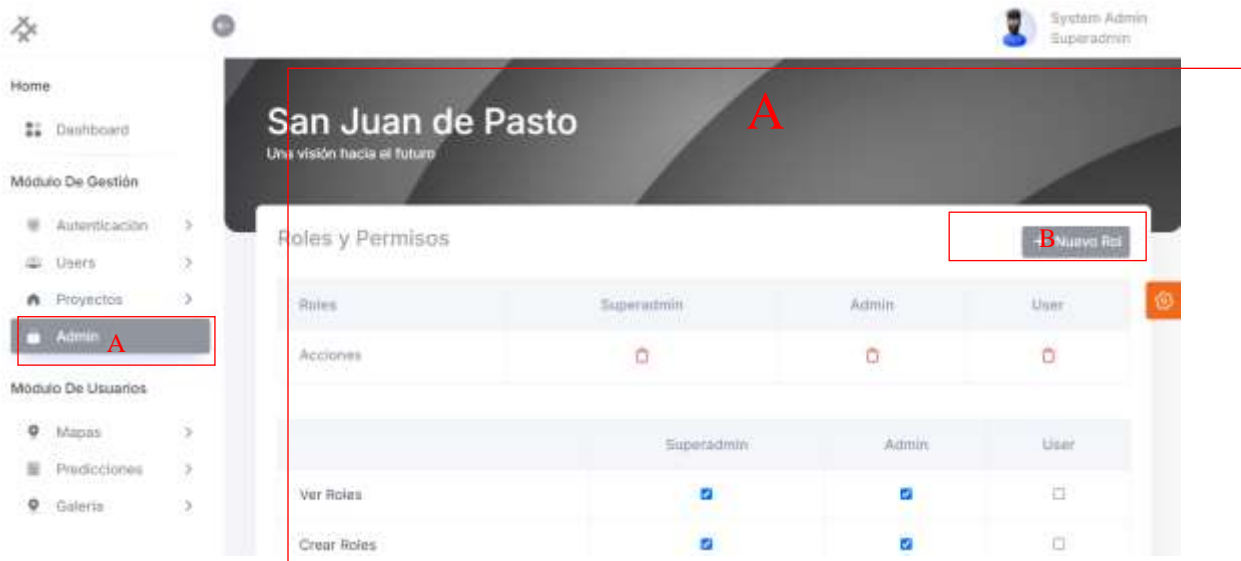 System Admin
Superadmin
Home
Dashboard
Módulo De Gestión
Autenticación
Users
Proyectos
Admin
A
Módulo De Usuarios
Mapas
Predicciones
Galería
A
San Juan de Pasto
Una visión hacia el futuro
Roles y Permisos
B
+ Nuevo Rol
Roles Superadmin Admin User
Acciones
Superadmin Admin User
Ver Roles
Crear Roles